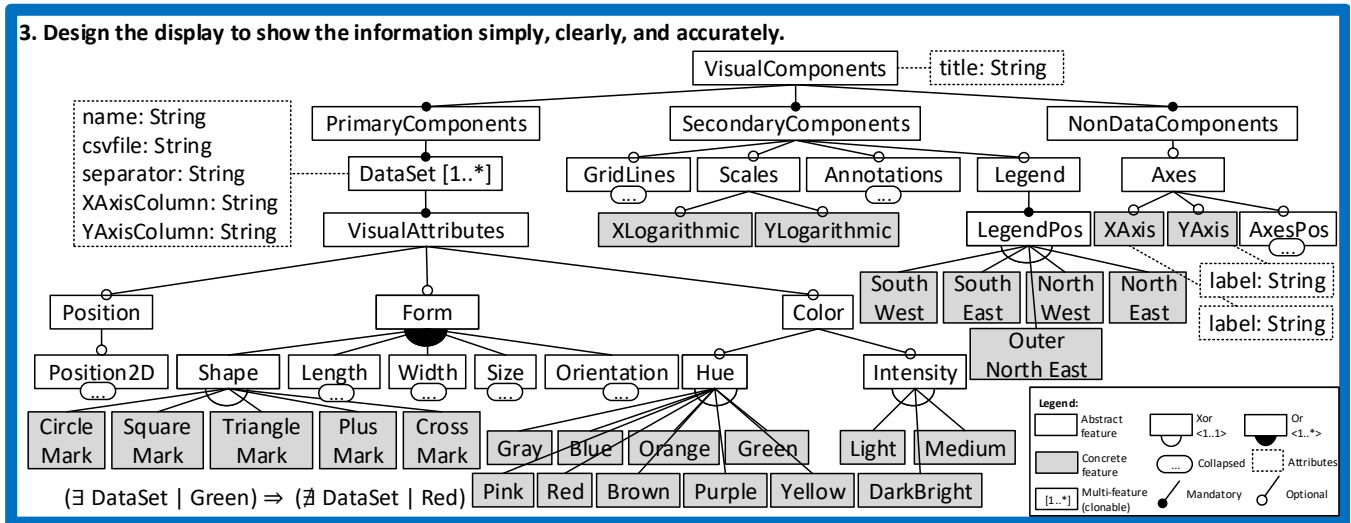 3. Design the display to show the information simply, clearly, and accurately.
VisualComponents
title: String
name: String
csvfile: String
separator: String
XAxisColumn: String
YAxisColumn: String
PrimaryComponents
SecondaryComponents
NonDataComponents
DataSet [1..*]
GridLines
...
Scales
Annotations
...
Legend
Axes
VisualAttributes
XLogarithmic
YLogarithmic
LegendPos
XAxis
YAxis
AxesPos
...
South
West
South
East
North
West
North
East
label: String
label: String
Outer
North East
Position
Form
Color
Position2D
...
Shape
Length
...
Width
...
Size
...
Orientation
...
Hue
Intensity
Circle
Mark
Square
Mark
Triangle
Mark
Plus
Mark
Cross
Mark
Gray
Blue
Orange
Green
Light
Medium
Pink
Red
Brown
Purple
Yellow
DarkBright
(∃ DataSet | Green) ⇒ (∄ DataSet | Red)
Legend:
Abstract
feature
Xor
<1..1>
Or
<1..*>
Concrete
feature
...
Collapsed
Attributes
[1..*]
Multi-feature
(clonable)
Mandatory
Optional